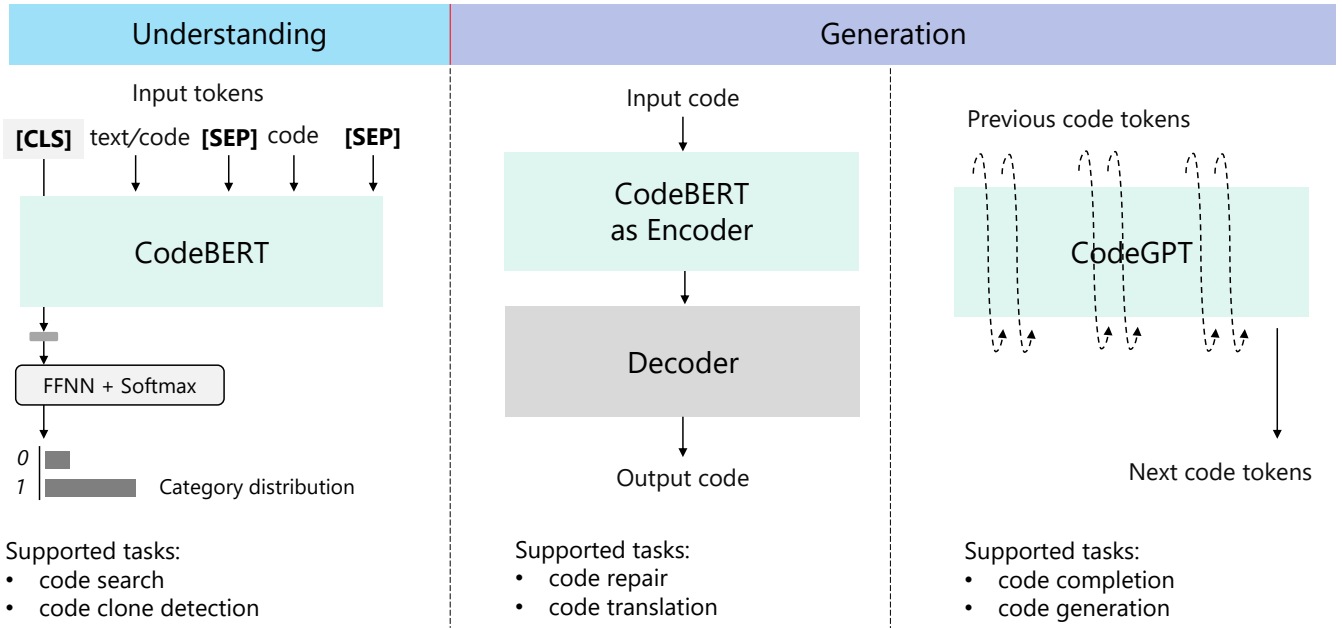 Understanding
Generation
Input tokens
[CLS] text/code [SEP] code [SEP]
CodeBERT
FFNN + Softmax
0
1
Category distribution
Supported tasks:
• code search
• code clone detection
Input code
CodeBERT
as Encoder
Decoder
Output code
Supported tasks:
• code repair
• code translation
Previous code tokens
CodeGPT
Next code tokens
Supported tasks:
• code completion
• code generation